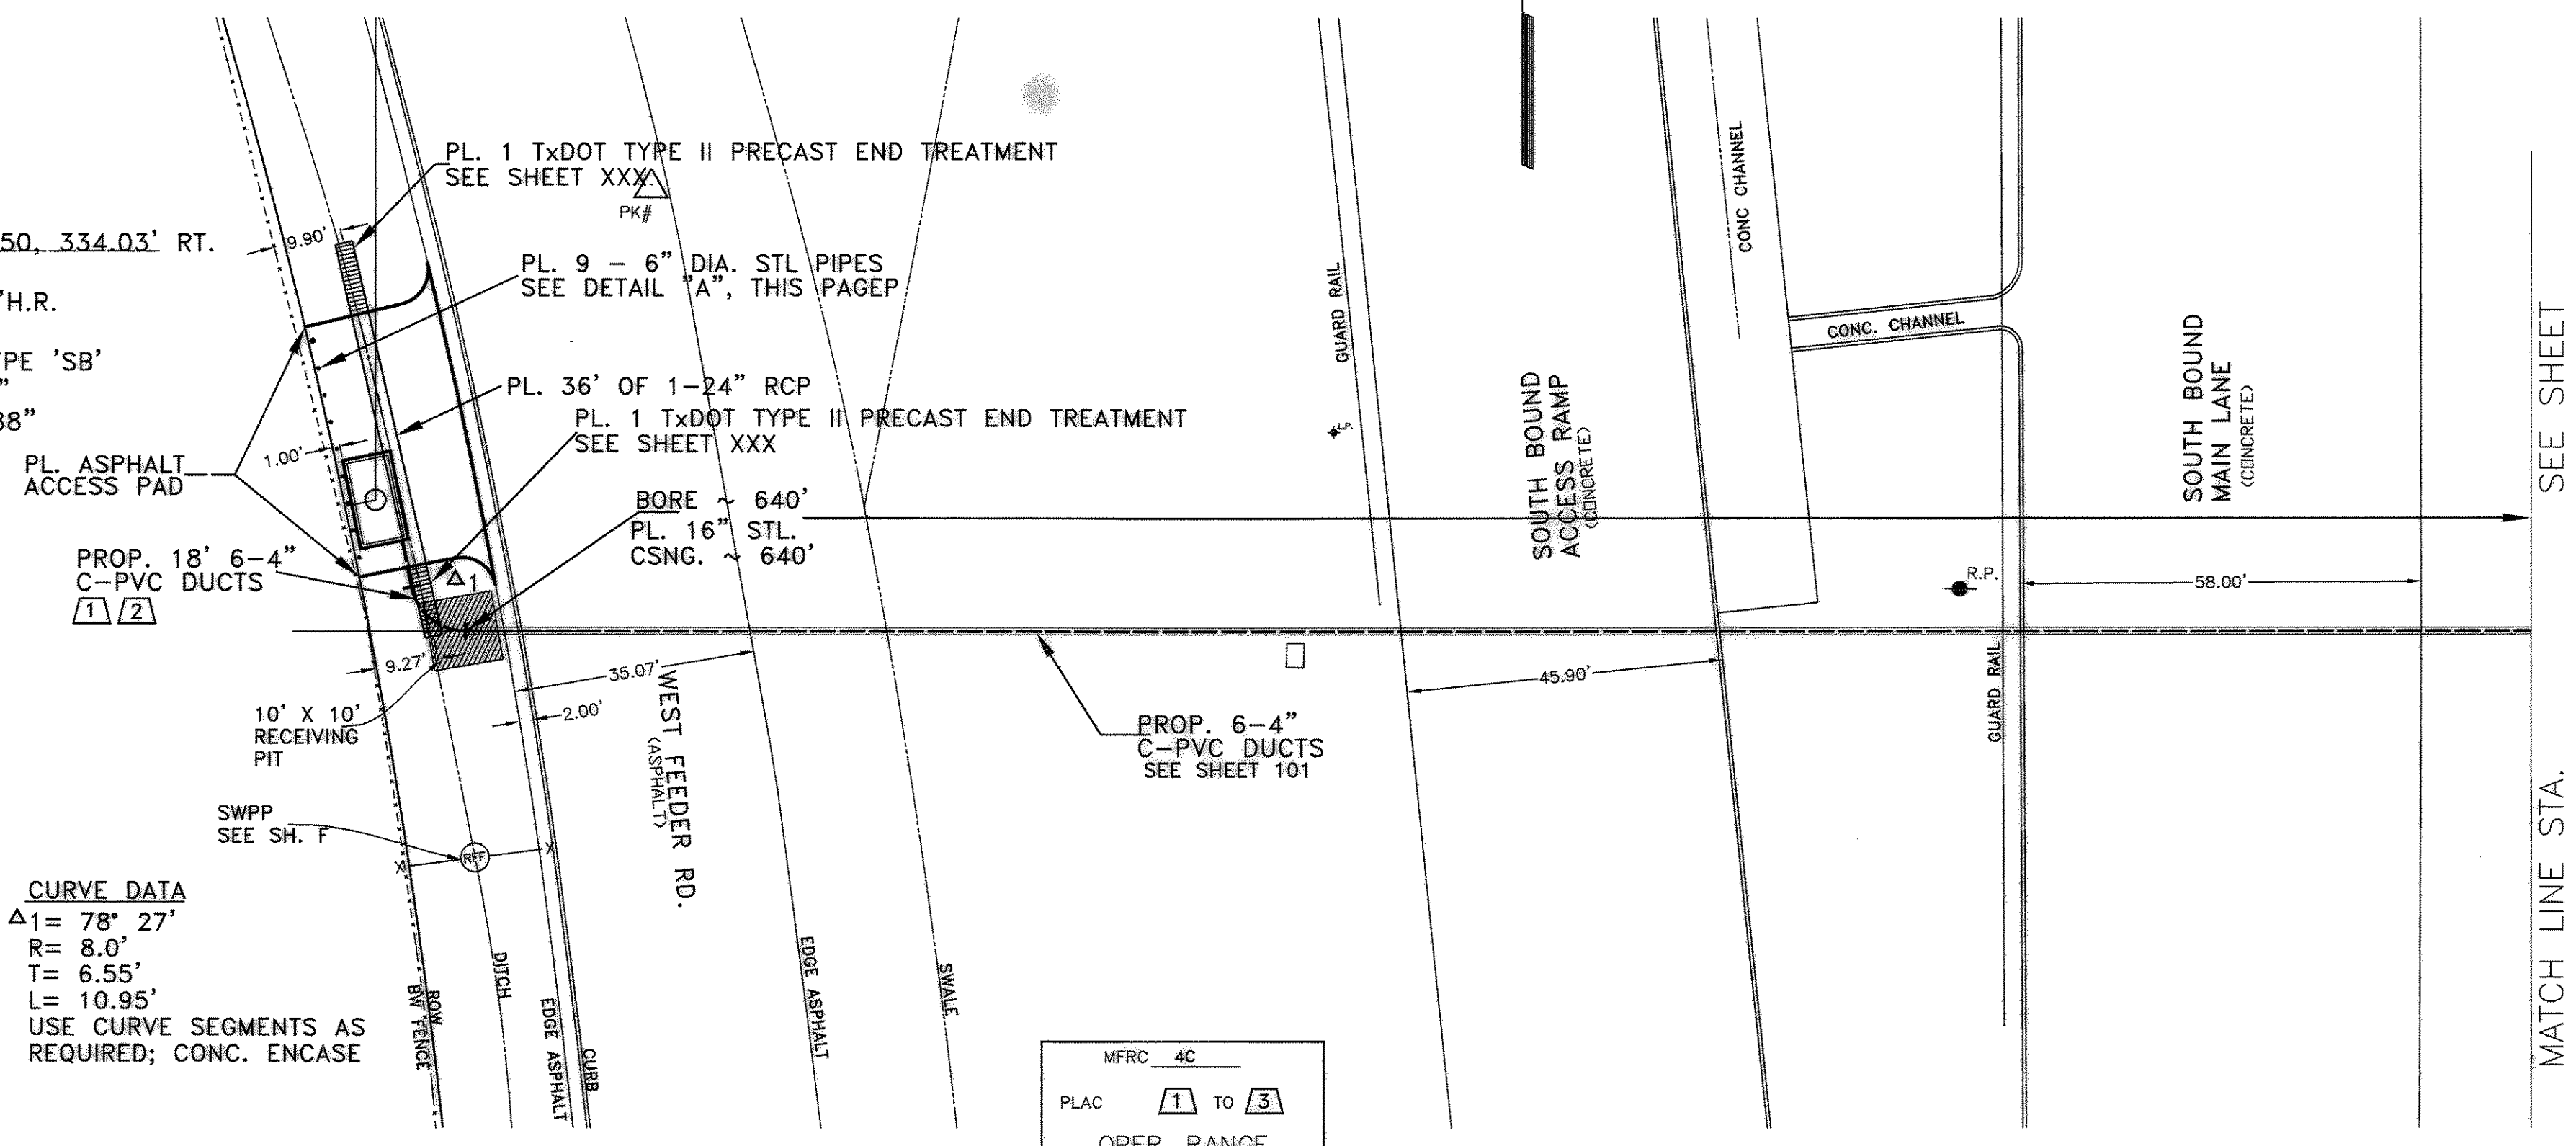 PL. 1 TxDOT TYPE II PRECAST END TREATMENT
SEE SHEET XXX
PK#
50, 334.03' RT.
9.90'
PL. 9 - 6" DIA. STL PIPES
SEE DETAIL "A", THIS PAGEP
'H.R.
YPE 'SB'
"
38"
PL. 36' OF 1-24" RCP
PL. 1 TxDOT TYPE II PRECAST END TREATMENT
SEE SHEET XXX
1.00'
PL. ASPHALT
ACCESS PAD
BORE ~ 640'
PL. 16" STL.
CSNG. ~ 640'
PROP. 18' 6-4"
C-PVC DUCTS
1 2
△1
9.27'
35.07'
2.00'
10' X 10'
RECEIVING
PIT
WEST FEEDER RD.
(ASPHALT)
SWPP
SEE SH. F
RFF
X
X
CURVE DATA
△1= 78° 27'
R= 8.0'
T= 6.55'
L= 10.95'
USE CURVE SEGMENTS AS
REQUIRED; CONC. ENCASE
BW FENCE
ROW
DITCH
EDGE ASPHALT
CURB
EDGE ASPHALT
SWALE
PROP. 6-4"
C-PVC DUCTS
SEE SHEET 101
MFRC 4C
PLAC 1 TO 3
OPER. RANGE
GUARD RAIL
SOUTH BOUND
ACCESS RAMP
(CONCRETE)
45.90'
CONC CHANNEL
CONC. CHANNEL
R.P.
GUARD RAIL
58.00'
SOUTH BOUND
MAIN LANE
(CONCRETE)
MATCH LINE STA.
SEE SHEET